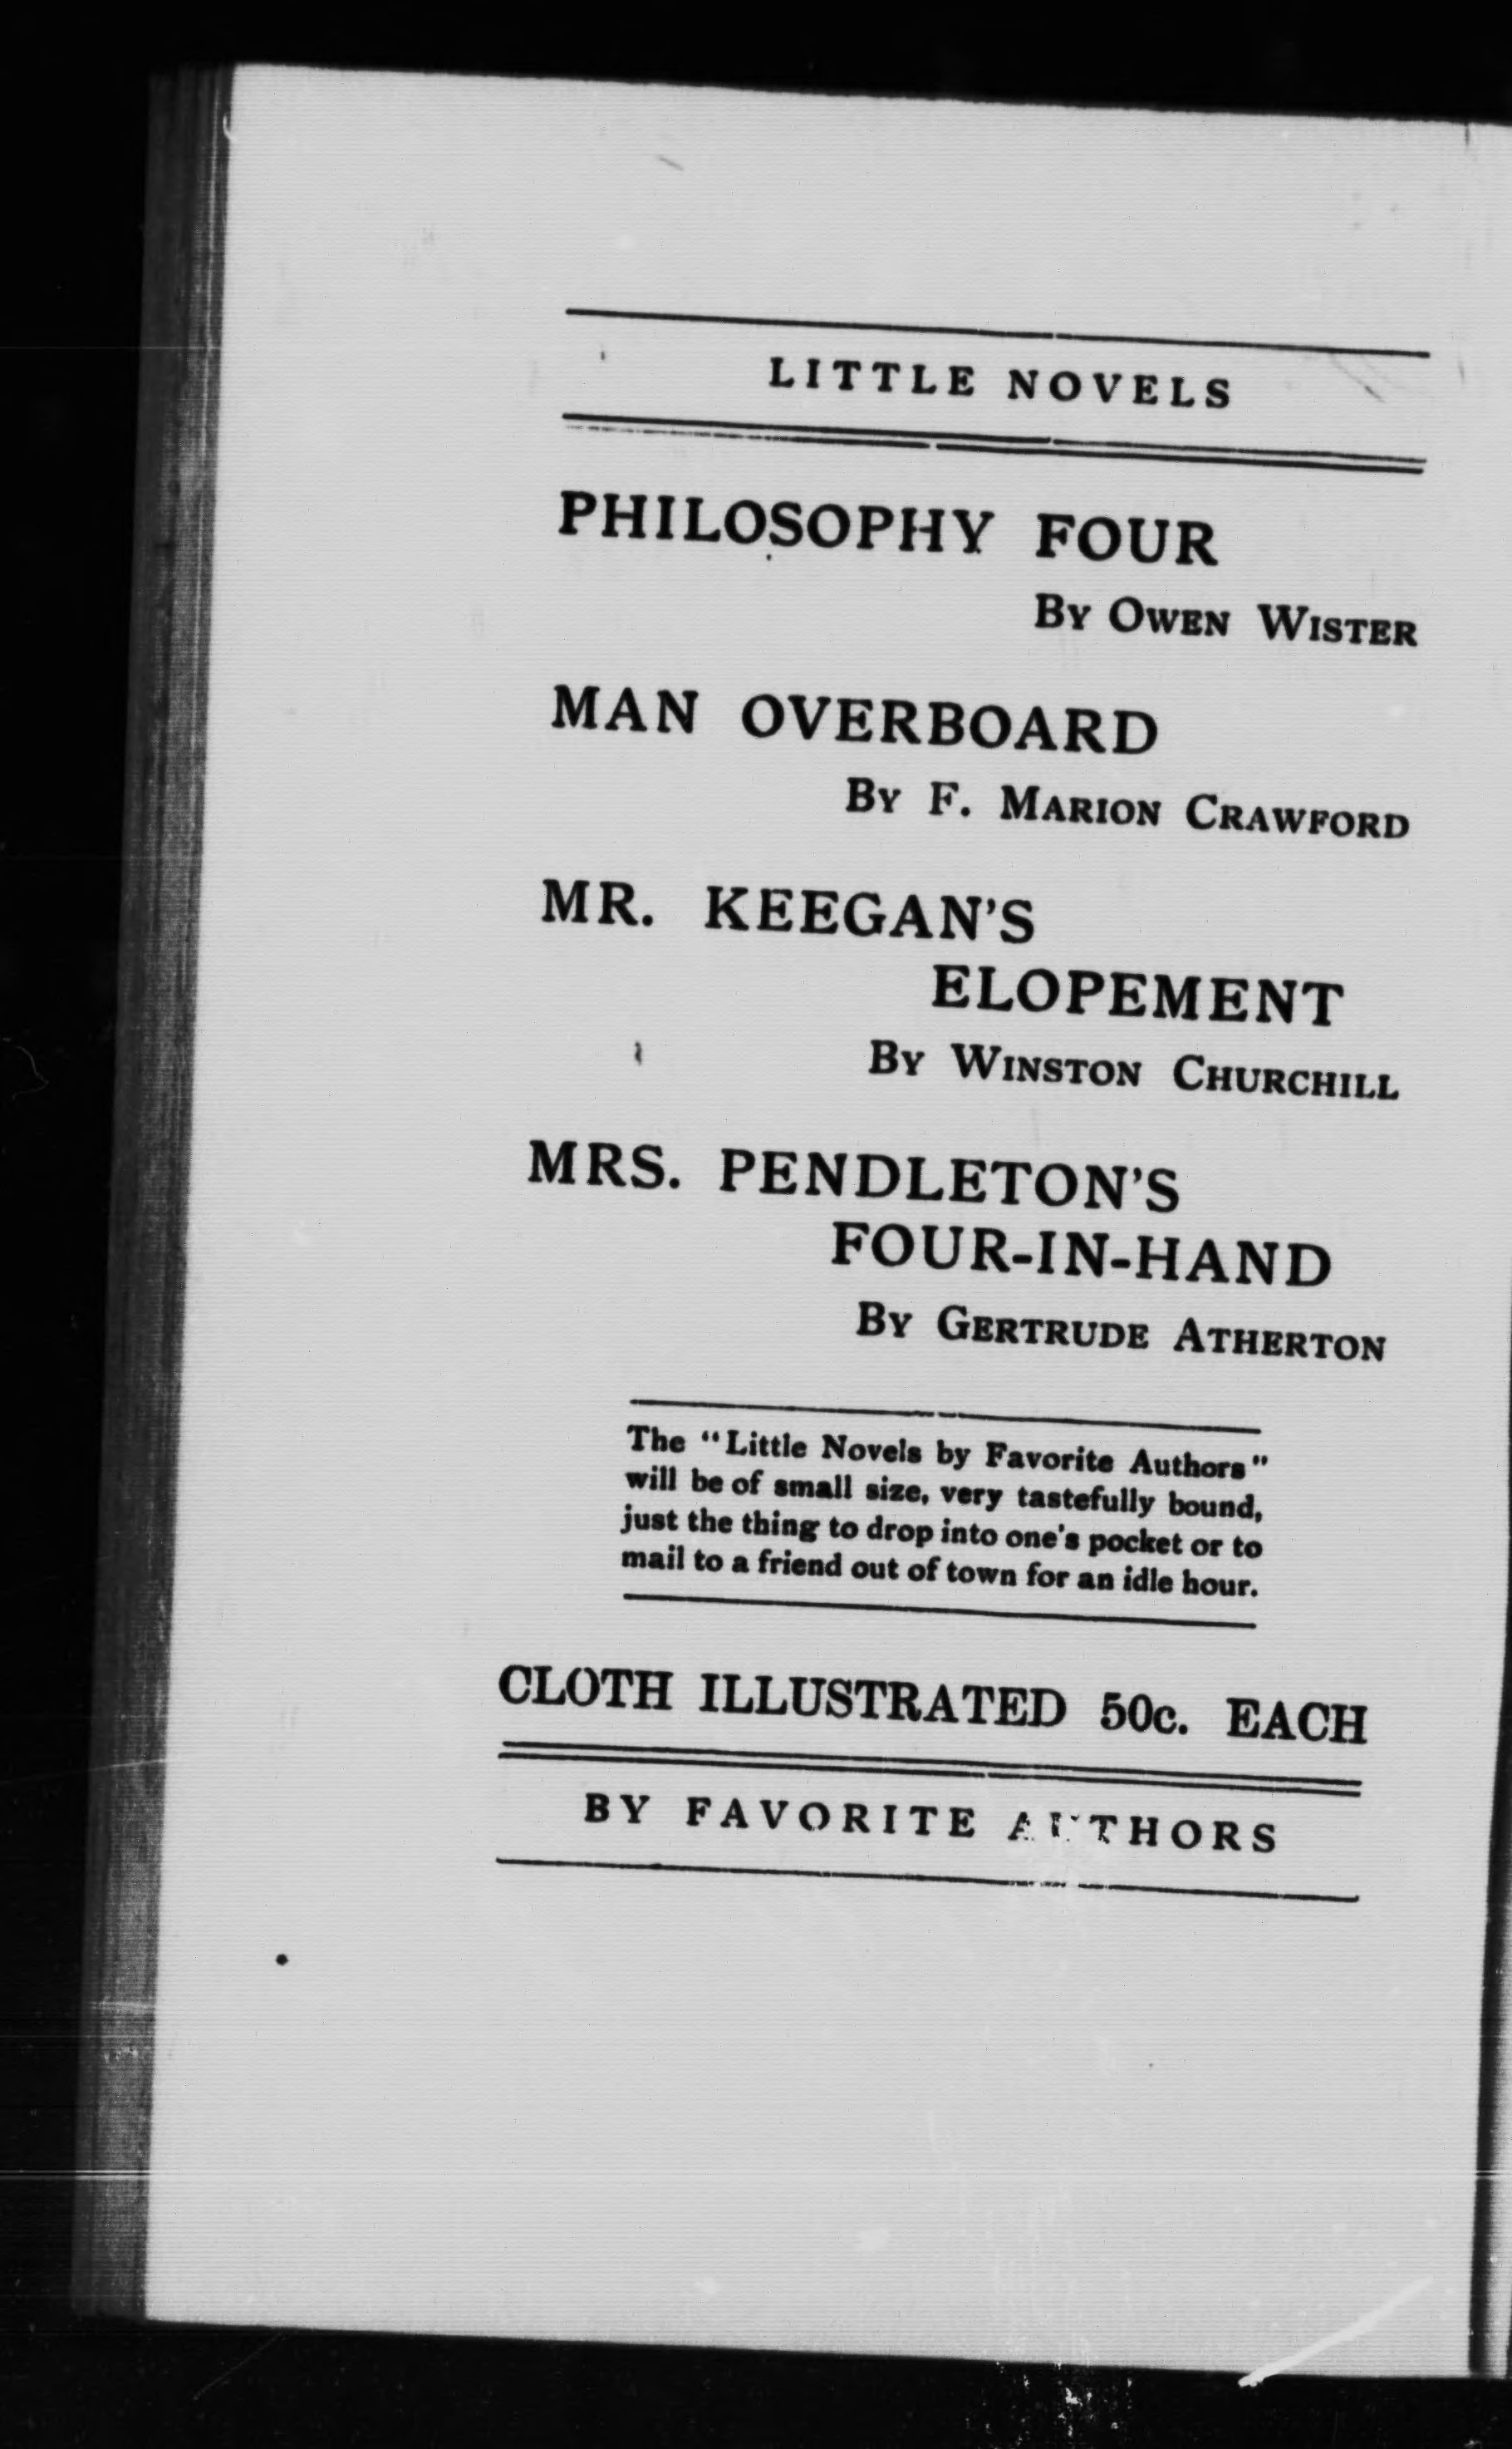 LITTLE NOVELS
PHILOSOPHY FOUR
By Owen Wister
MAN OVERBOARD
By F. Marion Crawford
MR. KEEGAN'S
ELOPEMENT
By Winston Churchill
MRS. PENDLETON'S
FOUR-IN-HAND
By Gertrude Atherton
The "Little Novels by Favorite Authors"
will be of small size, very tastefully bound,
just the thing to drop into one's pocket or to
mail to a friend out of town for an idle hour.
CLOTH ILLUSTRATED 50c. EACH
BY FAVORITE AUTHORS